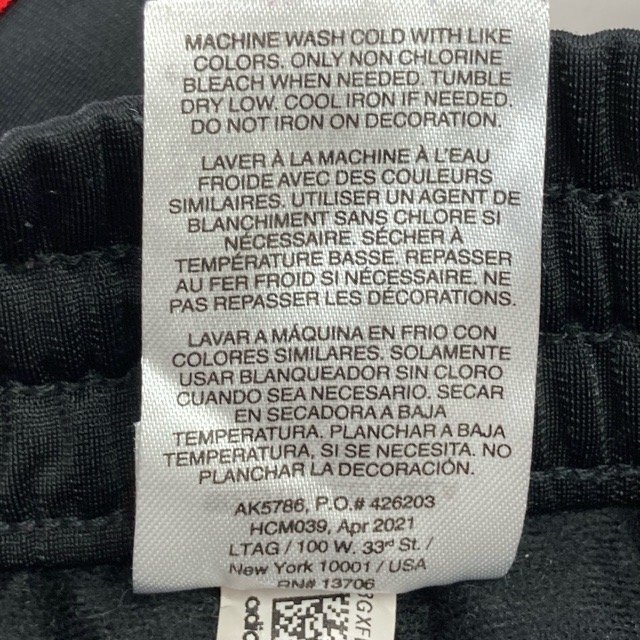 MACHINE WASH COLD WITH LIKE
COLORS. ONLY NON CHLORINE
BLEACH WHEN NEEDED. TUMBLE
DRY LOW. COOL IRON IF NEEDED.
DO NOT IRON ON DECORATION.
LAVER À LA MACHINE À L'EAU
FROIDE AVEC DES COULEURS
SIMILAIRES. UTILISER UN AGENT DE
BLANCHIMENT SANS CHLORE SI
NÉCESSAIRE. SÉCHER À
TEMPÉRATURE BASSE. REPASSER
AU FER FROID SI NÉCESSAIRE. NE
PAS REPASSER LES DÉCORATIONS.
LAVAR A MÁQUINA EN FRIO CON
COLORES SIMILARES. SOLAMENTE
USAR BLANQUEADOR SIN CLORO
CUANDO SEA NECESARIO. SECAR
EN SECADORA A BAJA
TEMPERATURA. PLANCHAR A BAJA
TEMPERATURA, SI SE NECESITA. NO
PLANCHAR LA DECORACIÓN.
AK5786, P.O.# 426203
HCM039, Apr 2021
LTAG / 100 W. 33rd St. /
New York 10001 / USA
RN# 13706